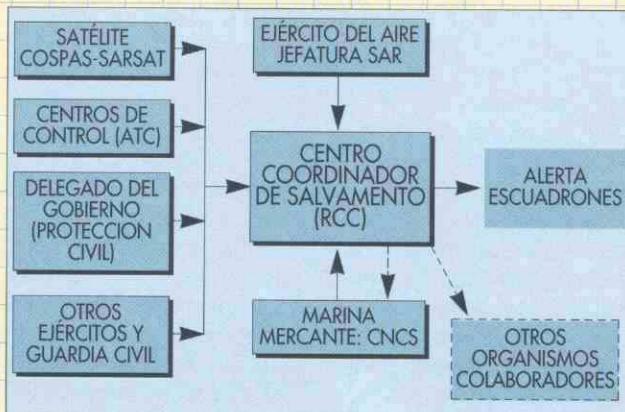 SATÉLITE
COSPAS-SARSAT
CENTROS DE
CONTROL (ATC)
DELEGADO DEL
GOBIERNO
(PROTECCION
CIVIL)
OTROS
EJÉRCITOS Y
GUARDIA CIVIL
EJÉRCITO DEL AIRE
JEFATURA SAR
CENTRO
COORDINADOR
DE SALVAMENTO
(RCC)
MARINA
MERCANTE: CNCS
ALERTA
ESCUADRONES
OTROS
ORGANISMOS
COLABORADORES